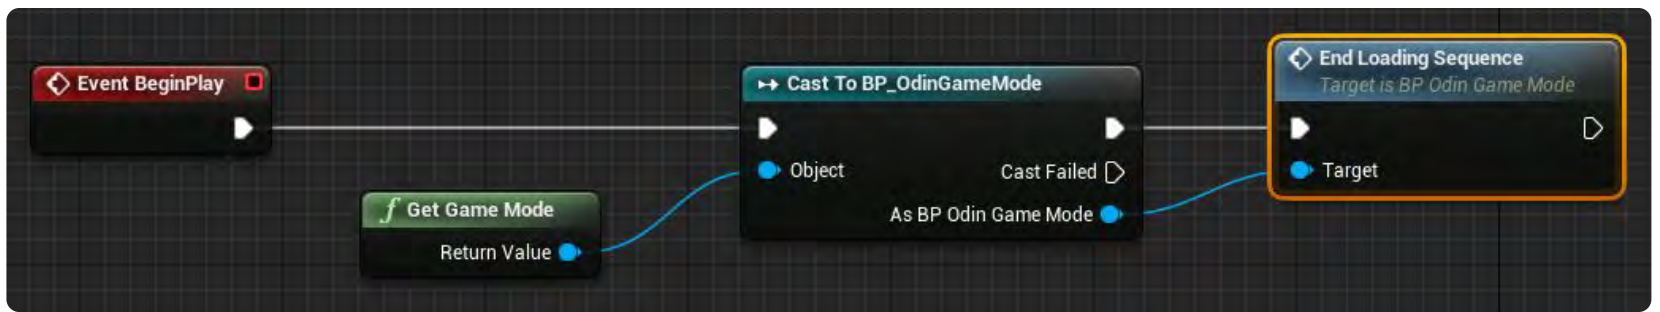 Event BeginPlay
Get Game Mode
Return Value
Cast To BP_OdinGameMode
Object
Cast Failed
As BP Odin Game Mode
End Loading Sequence
Target is BP Odin Game Mode
Target